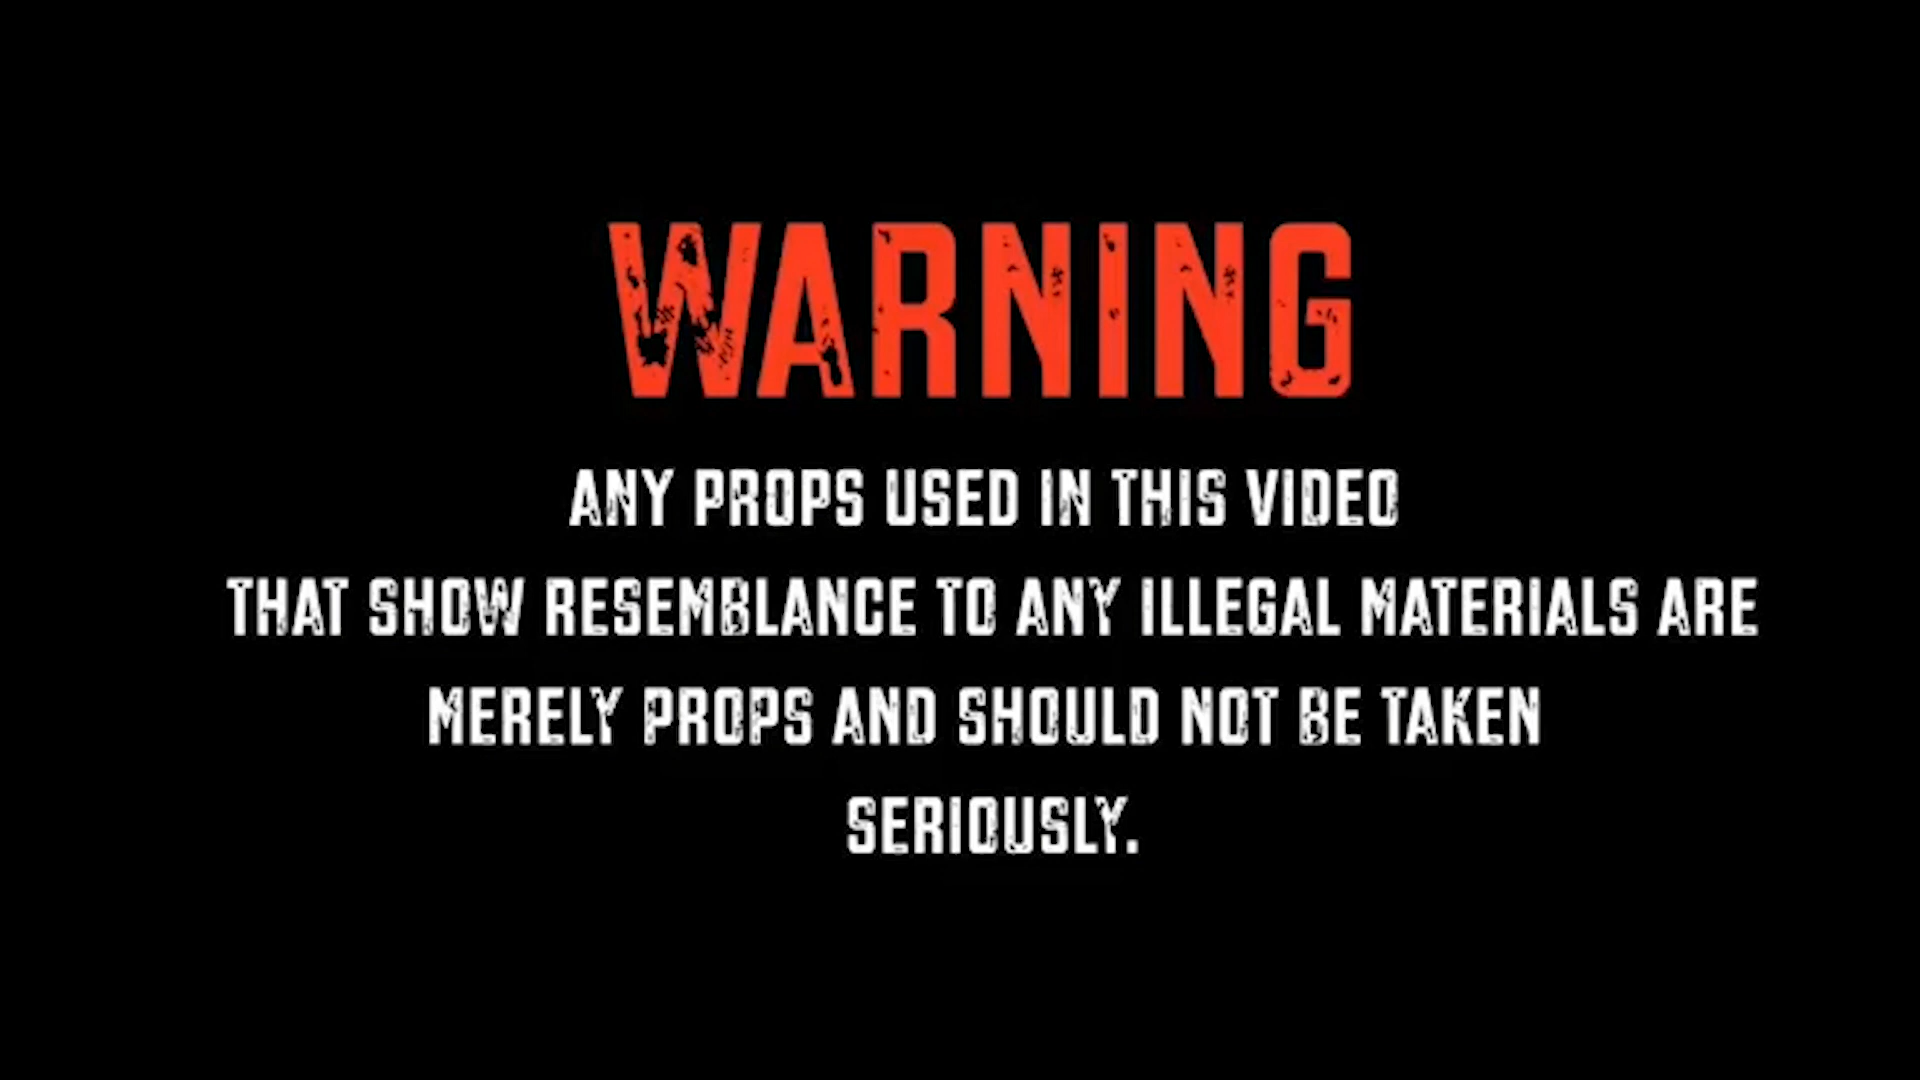 WARNING
ANY PROPS USED IN THIS VIDEO
THAT SHOW RESEMBLANCE TO ANY ILLEGAL MATERIALS ARE
MERELY PROPS AND SHOULD NOT BE TAKEN
SERIOUSLY.